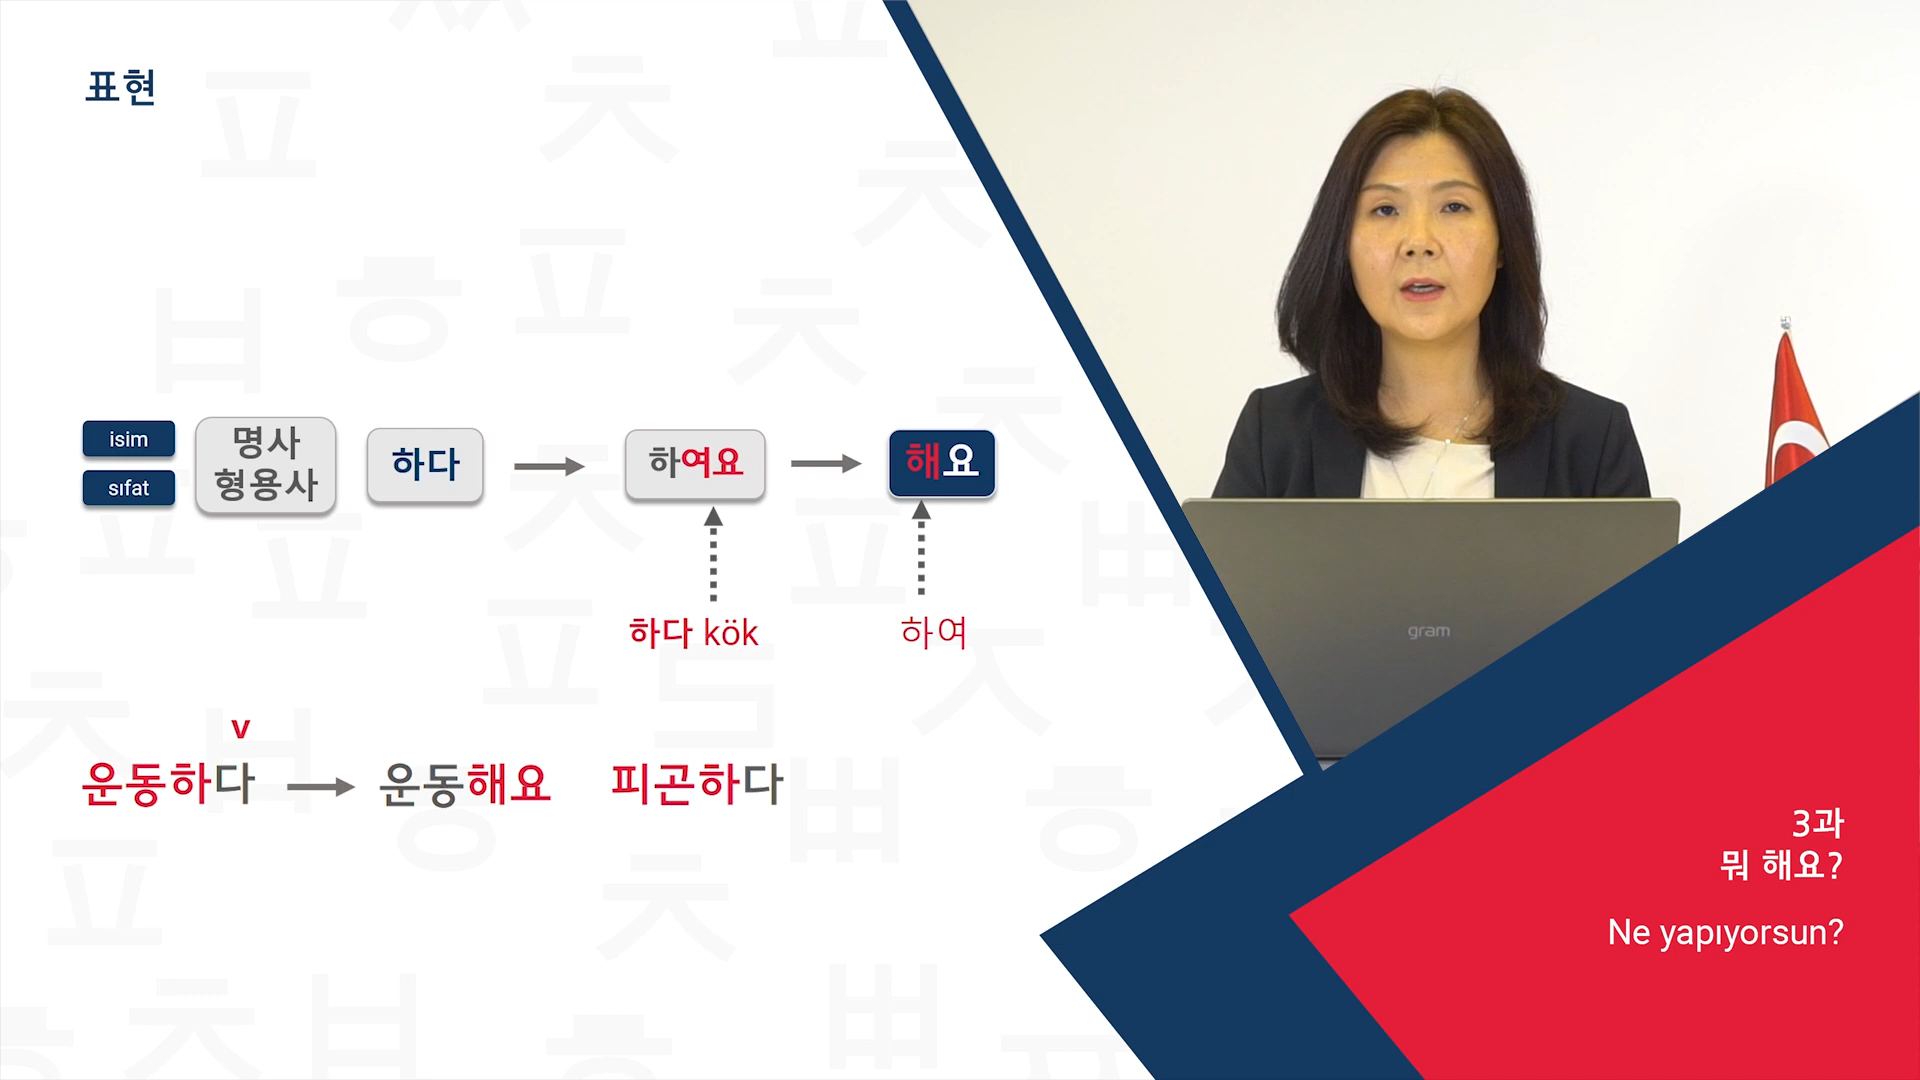 표현
isim
sıfat
명사
형용사
하다
하여요
해요
하다 kök
하여
v
운동하다
운동해요
피곤하다
gram
3과
뭐 해요?
Ne yapıyorsun?